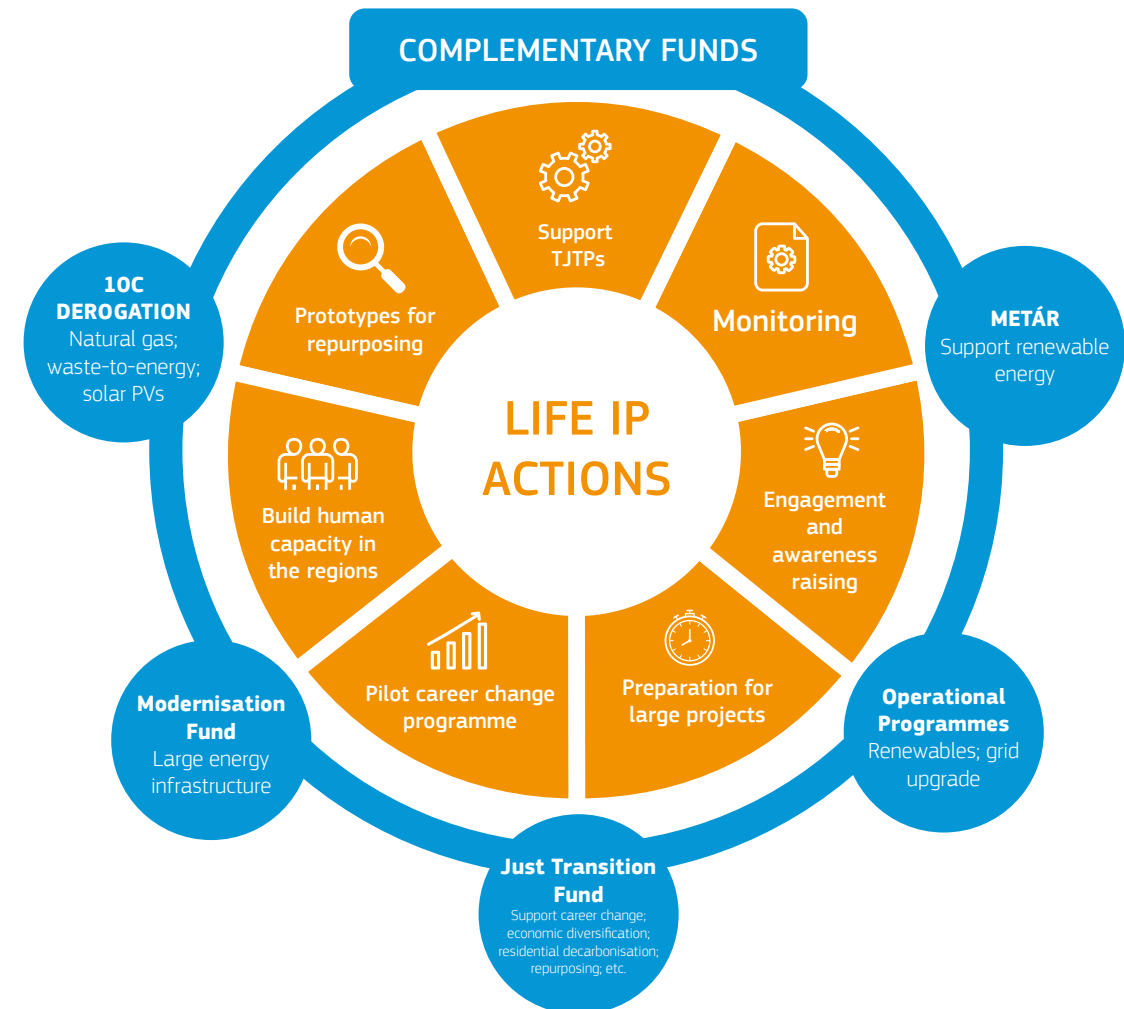 COMPLEMENTARY FUNDS
Support
TJTPs
Monitoring
Engagement
and
awareness
raising
Preparation for
large projects
Pilot career change
programme
Build human
capacity in
the regions
Prototypes for
repurposing
LIFE IP
ACTIONS
METÁR
Support renewable
energy
Operational
Programmes
Renewables; grid
upgrade
Just Transition
Fund
Support career change;
economic diversification;
residential decarbonisation;
repurposing; etc.
Modernisation
Fund
Large energy
infrastructure
10C
DEROGATION
Natural gas;
waste-to-energy;
solar PVs